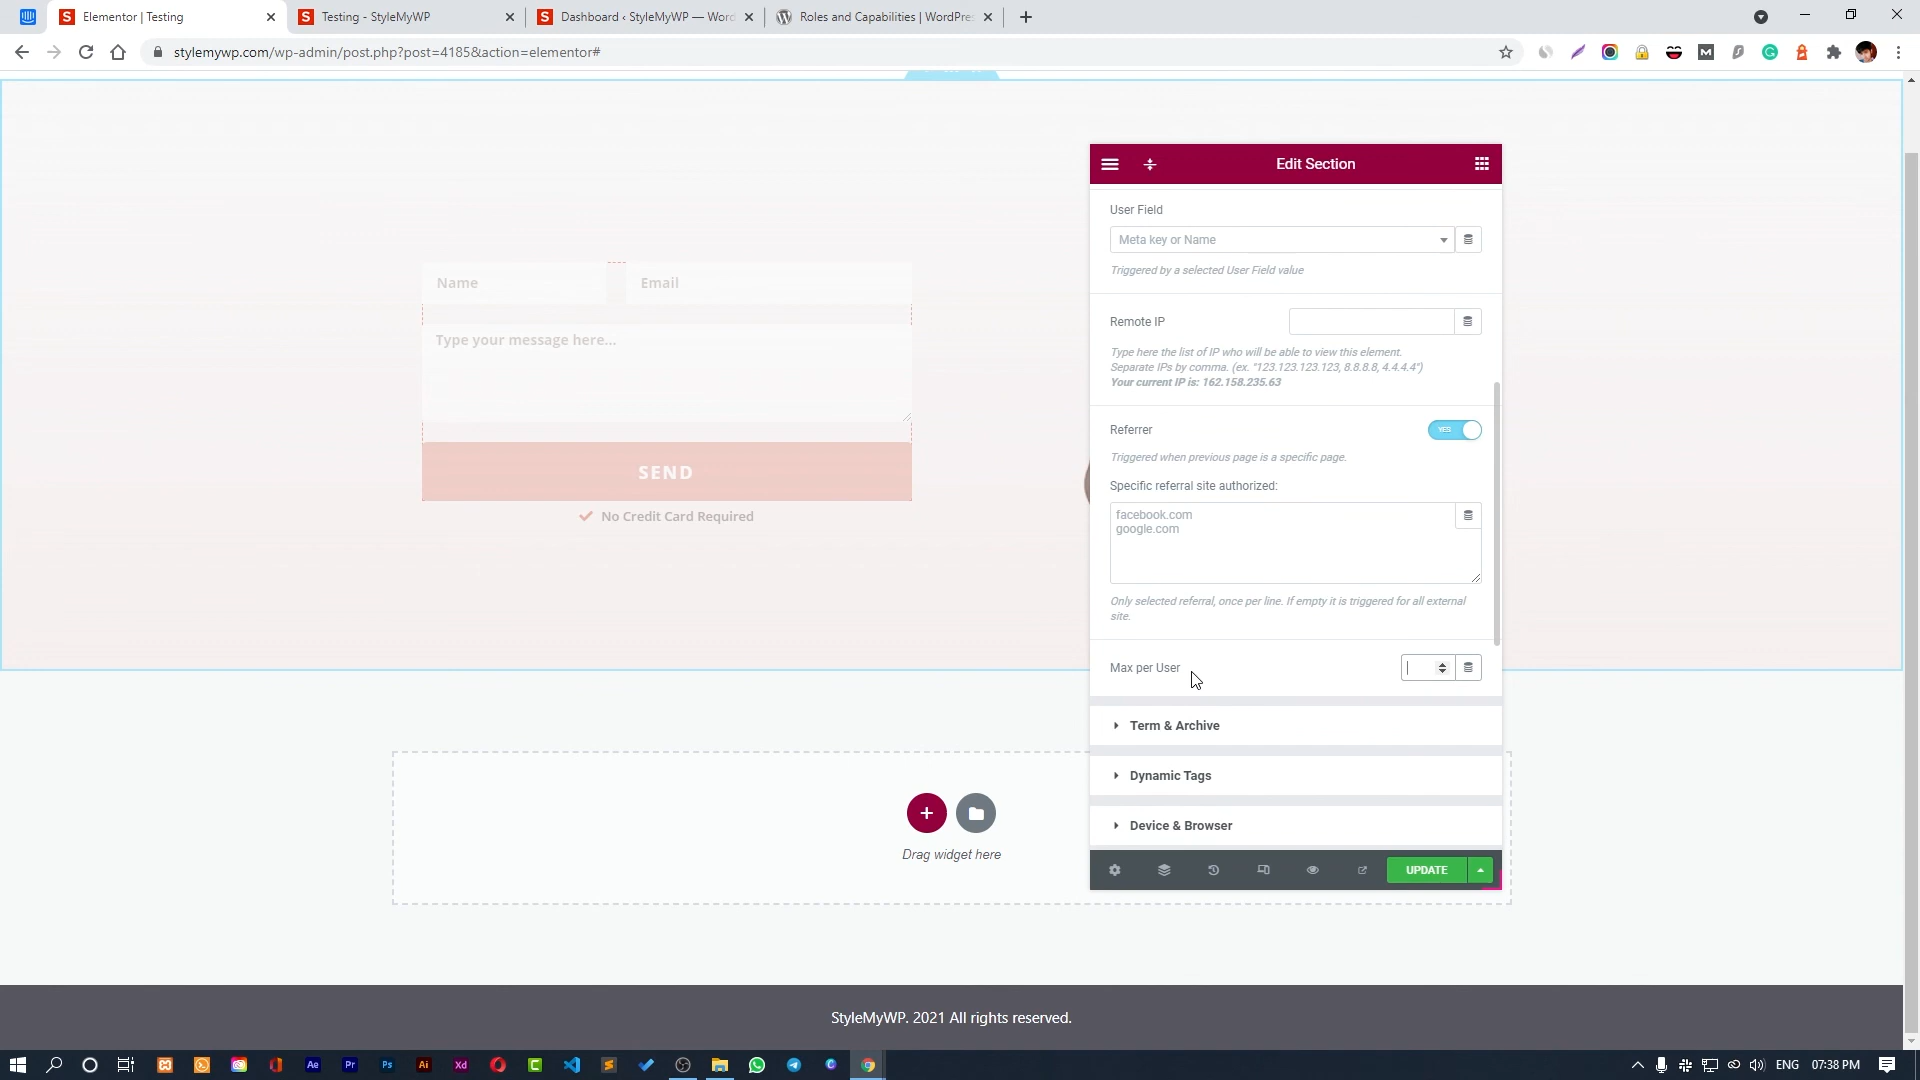 Elementor | Testing
Testing - StyleMyWP
Dashboard ‹ StyleMyWP — Word
Roles and Capabilities | WordPres
stylemywp.com/wp-admin/post.php?post=4185&action=elementor#
Edit Section
User Field
Meta key or Name
Triggered by a selected User Field value
Remote IP
Type here the list of IP who will be able to view this element.
Separate IPs by comma. (ex. "123.123.123.123, 8.8.8.8, 4.4.4.4")
Your current IP is: 162.158.235.63
Referrer
YES
Triggered when previous page is a specific page.
Specific referral site authorized:
facebook.com
google.com
Only selected referral, once per line. If empty it is triggered for all external
site.
Max per User
Term & Archive
Dynamic Tags
Device & Browser
UPDATE
Name
Email
Type your message here...
SEND
No Credit Card Required
Drag widget here
StyleMyWP. 2021 All rights reserved.
Ae
Pr
Ps
Ai
Xd
ENG
07:38 PM